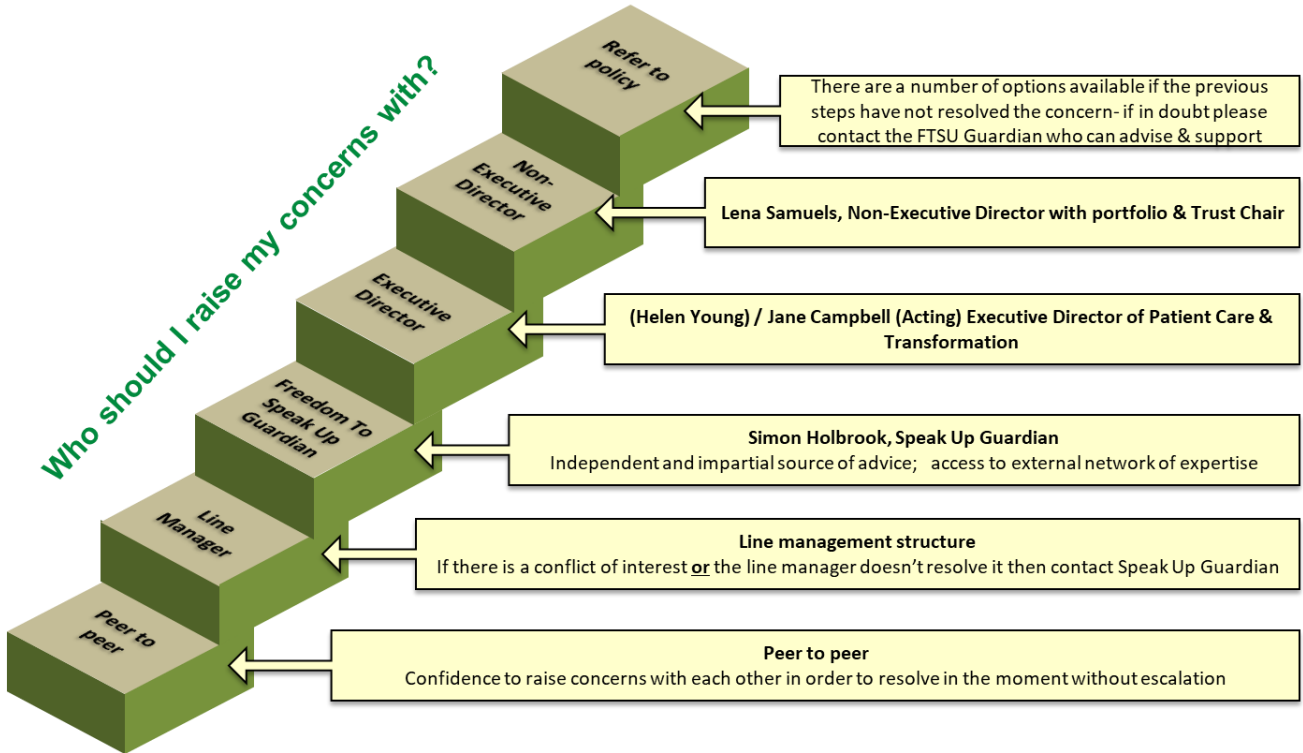 Who should I raise my concerns with?
Refer to
policy
There are a number of options available if the previous
steps have not resolved the concern- if in doubt please
contact the FTSU Guardian who can advise & support
Non-
Executive
Director
Lena Samuels, Non-Executive Director with portfolio & Trust Chair
Executive
Director
(Helen Young) / Jane Campbell (Acting) Executive Director of Patient Care &
Transformation
Freedom To
Speak Up
Guardian
Simon Holbrook, Speak Up Guardian
Independent and impartial source of advice; access to external network of expertise
Line
Manager
Line management structure
If there is a conflict of interest or the line manager doesn’t resolve it then contact Speak Up Guardian
Peer to
peer
Peer to peer
Confidence to raise concerns with each other in order to resolve in the moment without escalation